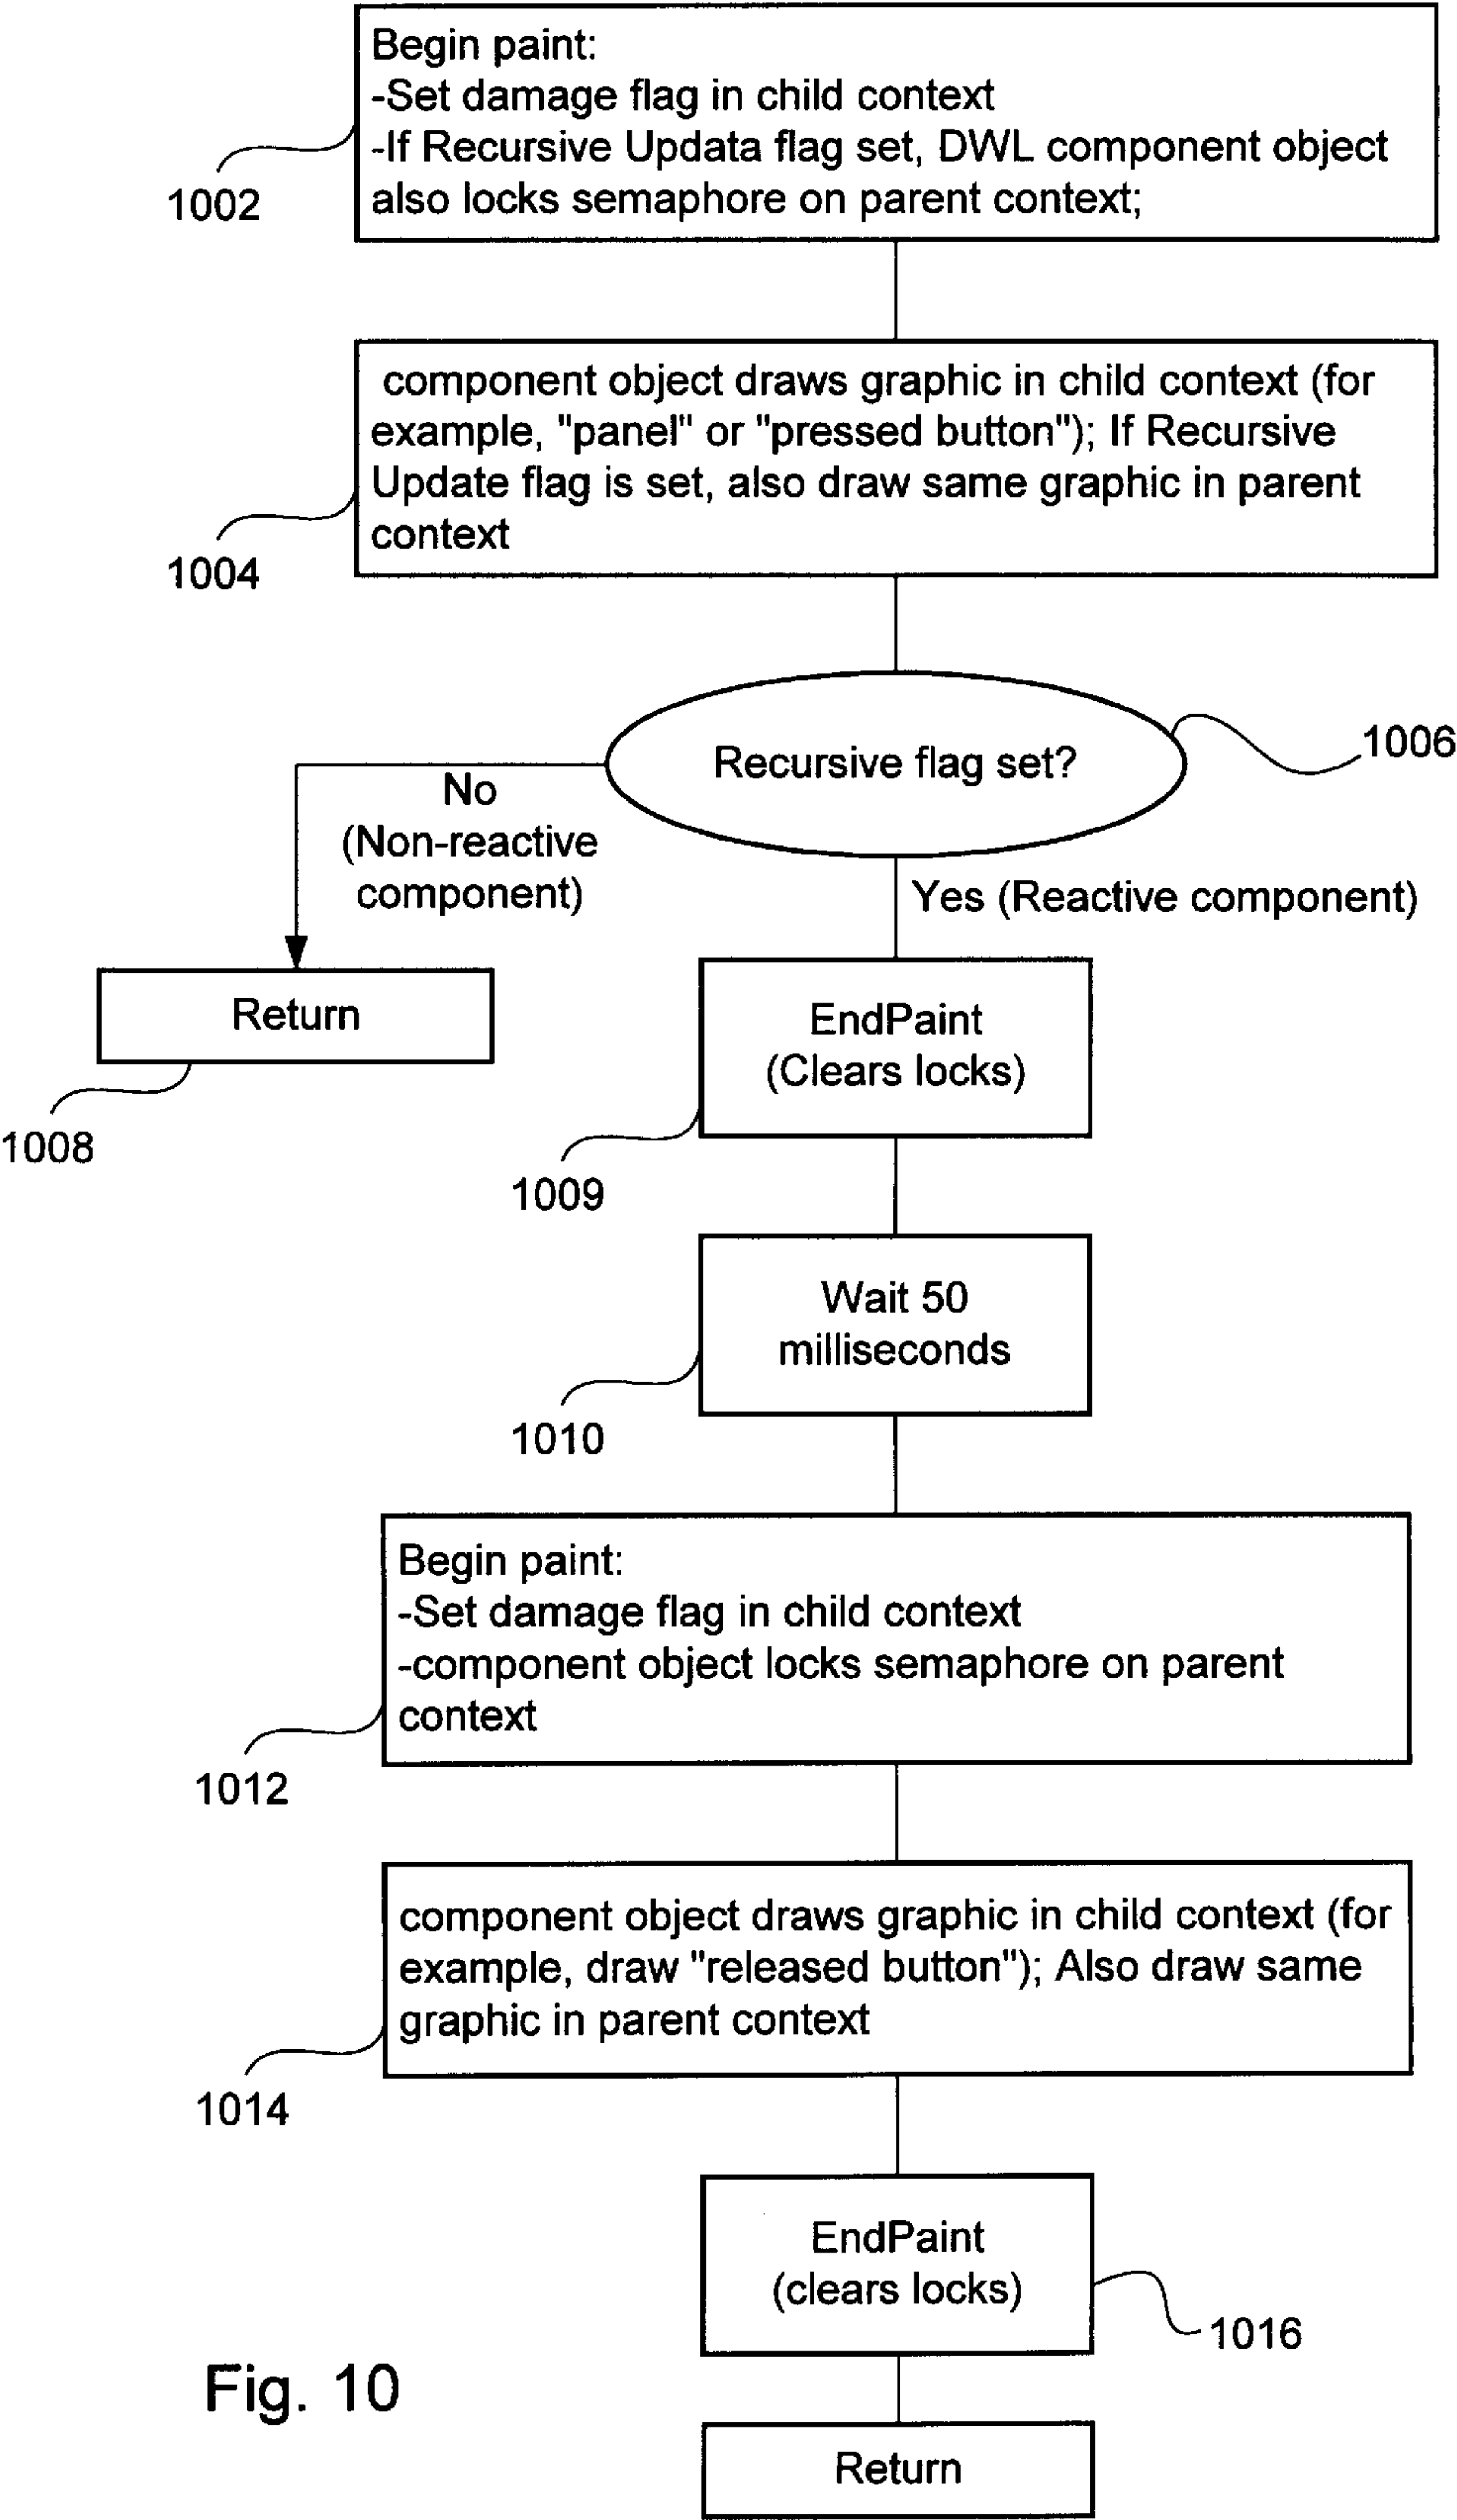 Begin paint:
-Set damage flag in child context
-If Recursive Updata flag set, DWL component object
also locks semaphore on parent context;
1002
component object draws graphic in child context (for
example, "panel" or "pressed button"); If Recursive
Update flag is set, also draw same graphic in parent
context
1004
Recursive flag set?
1006
No
(Non-reactive
component)
Yes (Reactive component)
Return
1008
EndPaint
(Clears locks)
1009
Wait 50
milliseconds
1010
Begin paint:
-Set damage flag in child context
-component object locks semaphore on parent
context
1012
component object draws graphic in child context (for
example, draw "released button"); Also draw same
graphic in parent context
1014
EndPaint
(clears locks)
1016
Fig. 10
Return